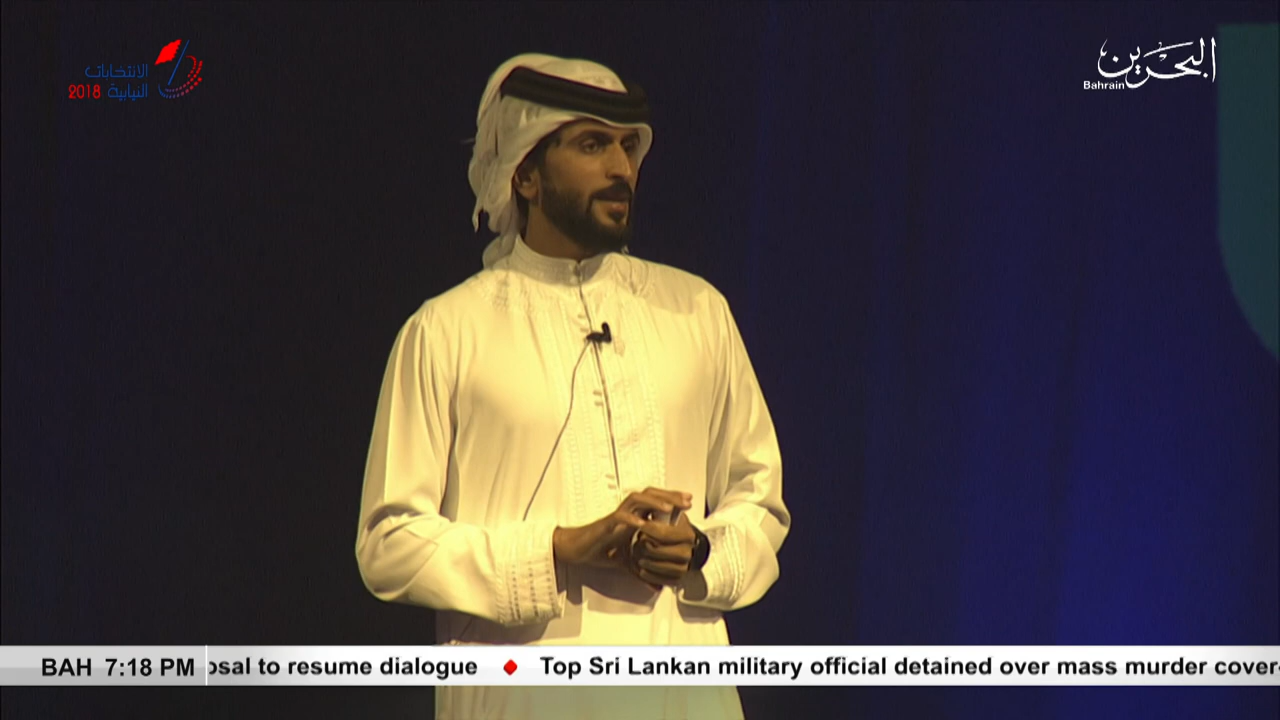 الانتخابات
النيابية 2018
البحرين
Bahrain
BAH 7:18 PM
osal to resume dialogue
Top Sri Lankan military official detained over mass murder cover-